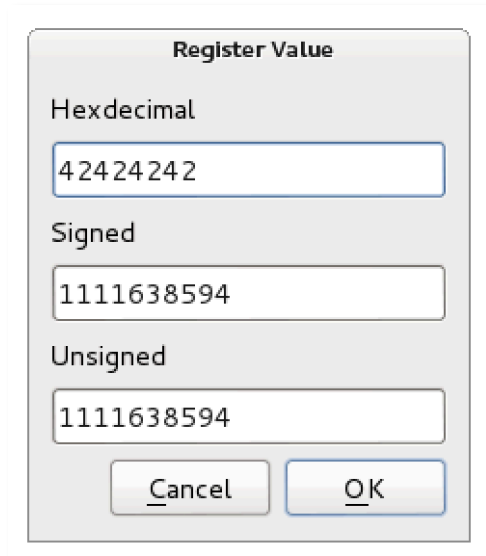 Register Value
Hexdecimal
42424242
Signed
1111638594
Unsigned
1111638594
Cancel OK